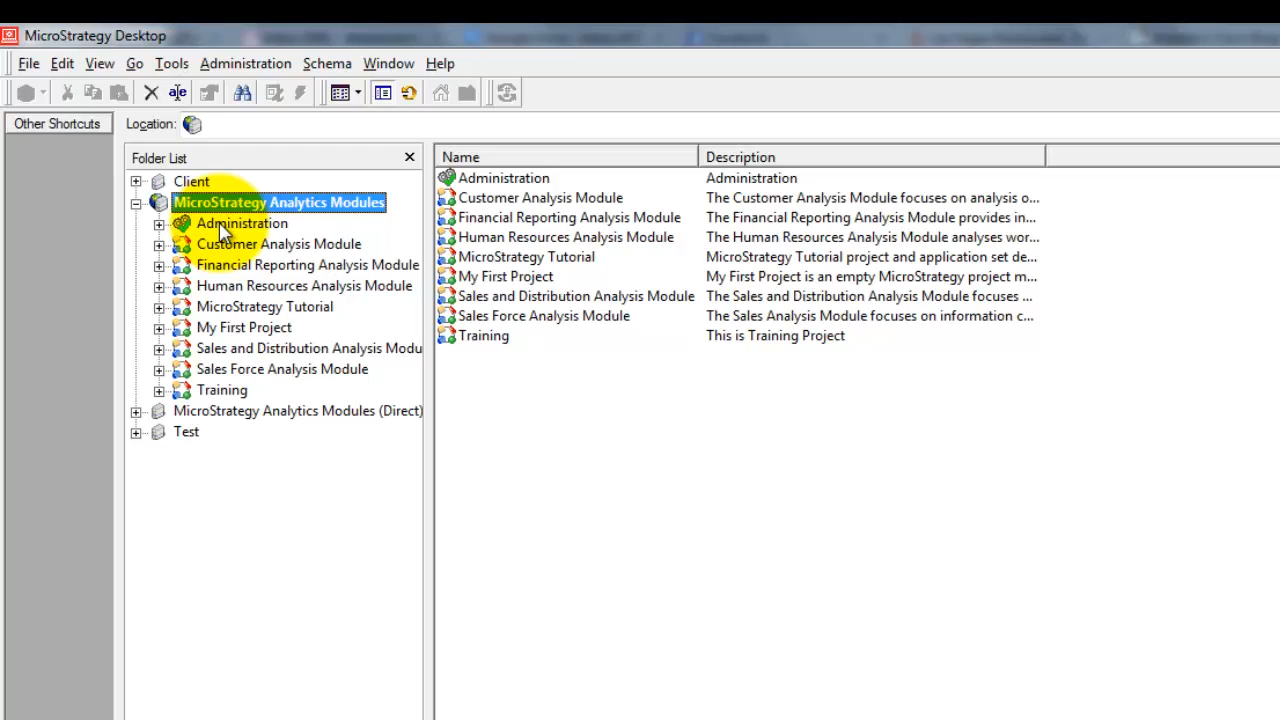 MicroStrategy Desktop
File Edit View Go Tools Administration Schema Window Help
Other Shortcuts
Location:
Folder List
Client
MicroStrategy Analytics Modules
Administration
Customer Analysis Module
Financial Reporting Analysis Module
Human Resources Analysis Module
MicroStrategy Tutorial
My First Project
Sales and Distribution Analysis Modu
Sales Force Analysis Module
Training
MicroStrategy Analytics Modules (Direct)
Test
Name Description
Administration Administration
Customer Analysis Module The Customer Analysis Module focuses on analysis o...
Financial Reporting Analysis Module The Financial Reporting Analysis Module provides in...
Human Resources Analysis Module The Human Resources Analysis Module analyses wor...
MicroStrategy Tutorial MicroStrategy Tutorial project and application set de...
My First Project My First Project is an empty MicroStrategy project m...
Sales and Distribution Analysis Module The Sales and Distribution Analysis Module focuses ...
Sales Force Analysis Module The Sales Analysis Module focuses on information c...
Training This is Training Project